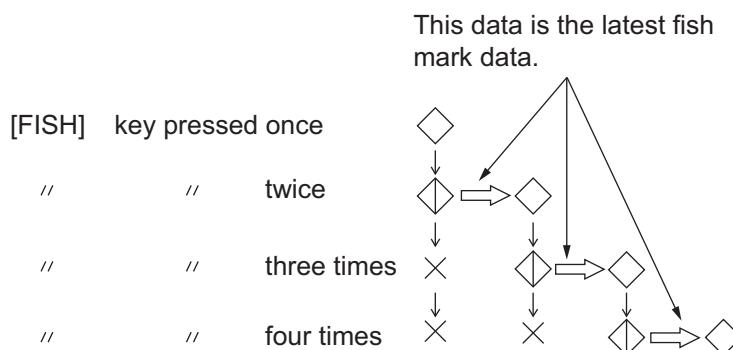 This data is the latest fish
mark data.
[FISH] key pressed once
〃 〃 twice
〃 〃 three times
〃 〃 four times